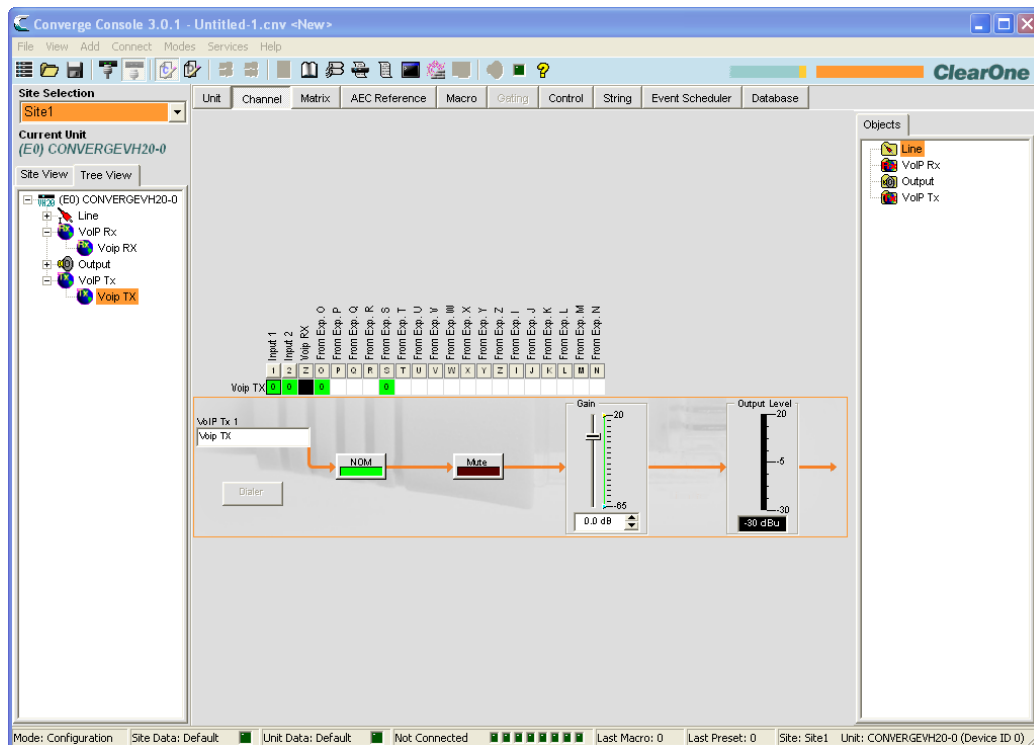 Converge Console 3.0.1 - Untitled-1.cnv <New>
File View Add Connect Modes Services Help
ClearOne
Site Selection
Site1
Current Unit
(E0) CONVERGEVH20-0
Site View Tree View
(E0) CONVERGEVH20-0
Line
VoIP Rx
Voip RX
Output
VoIP Tx
Voip TX
Unit Channel Matrix AEC Reference Macro Gating Control String Event Scheduler Database
Objects
Line
VoIP Rx
Output
VoIP Tx
Input 1
Input 2
Voip RX
From Exp. O
From Exp. P
From Exp. Q
From Exp. R
From Exp. S
From Exp. T
From Exp. U
From Exp. V
From Exp. W
From Exp. X
From Exp. Y
From Exp. Z
From Exp. I
From Exp. J
From Exp. K
From Exp. L
From Exp. M
From Exp. N
1 2 Z O P Q R S T U V W X Y Z I J K L M N
Voip TX 0 0 0 0
VoIP Tx 1
Voip TX
NOM
Mute
Dialer
Gain
20
-65
0.0 dB
Output Level
20
-5
-30
-30 dBu
Mode: Configuration Site Data: Default Unit Data: Default Not Connected Last Macro: 0 Last Preset: 0 Site: Site1 Unit: CONVERGEVH20-0 (Device ID 0)